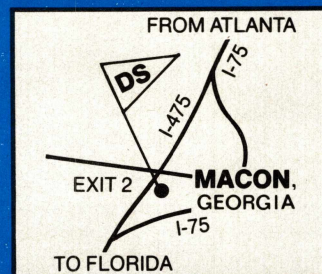 FROM ATLANTA
DS
I-75
I-475
EXIT 2
MACON,
GEORGIA
I-75
TO FLORIDA